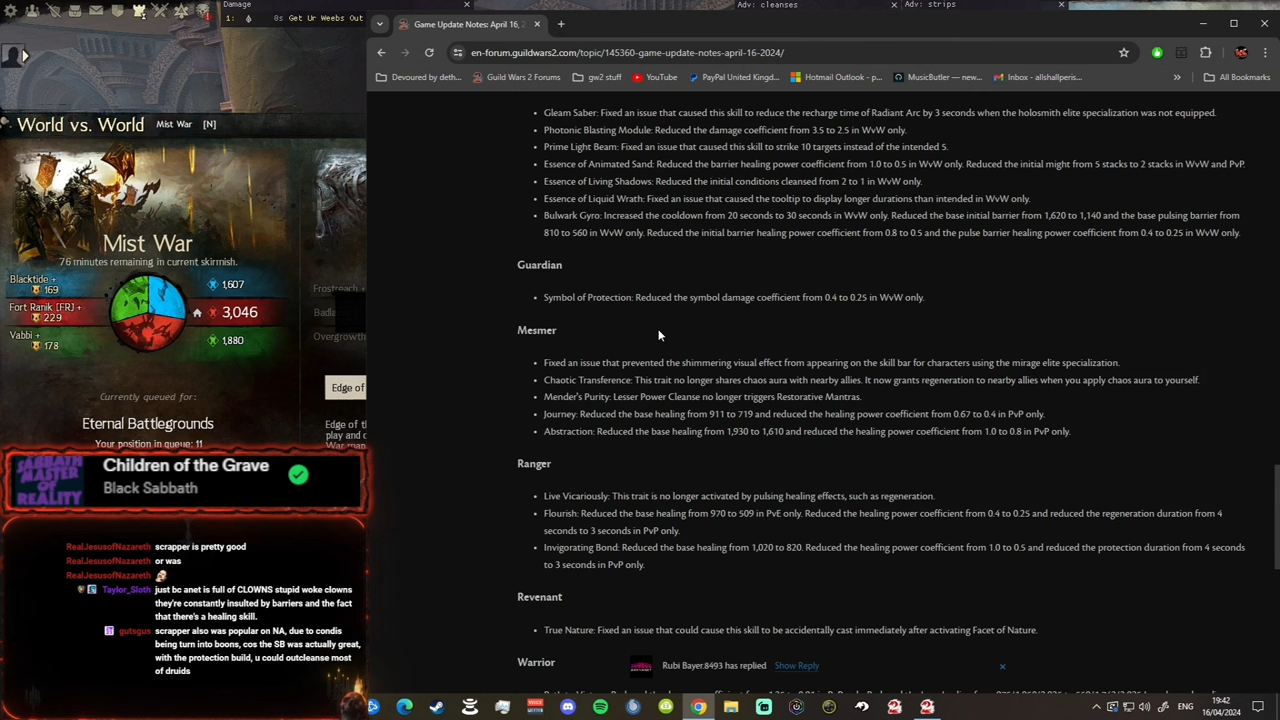 Damage
1:
0s Get Ur Weebs Out
Adv: cleanses
Adv: strips
Game Update Notes: April 16, 2
en-forum.guildwars2.com/topic/145360-game-update-notes-april-16-2024/
Devoured by deth...
Guild Wars 2 Forums
gw2 stuff
YouTube
PayPal United Kingd...
Hotmail Outlook - p...
MusicButler — new...
Inbox - allshallperis...
»
All Bookmarks
World vs. World
Mist War
[N]
Mist War
76 minutes remaining in current skirmish.
Blacktide +
169
1,607
Fort Ranik [FR] +
229
3,046
Vabbi +
178
1,880
Frostreach +
Overgrowth
Currently queued for:
Eternal Battlegrounds
Your position in queue: 11
Edge of
Edge of t
play and c
Children of the Grave
Black Sabbath
SABBATH
MASTER
OF
REALITY
RealJesusofNazareth scrapper is pretty good
RealJesusofNazareth or was
RealJesusofNazareth
Taylor_Sloth just bc anet is full of CLOWNS stupid woke clowns
they're constantly insulted by barriers and the fact
that there's a healing skill.
gutsgus scrapper also was popular on NA, due to condis
being turn into boons, cos the SB was actually great,
with the protection build, u could outcleanse most
of druids
• Gleam Saber: Fixed an issue that caused this skill to reduce the recharge time of Radiant Arc by 3 seconds when the holosmith elite specialization was not equipped.
• Photonic Blasting Module: Reduced the damage coefficient from 3.5 to 2.5 in WvW only.
• Prime Light Beam: Fixed an issue that caused this skill to strike 10 targets instead of the intended 5.
• Essence of Animated Sand: Reduced the barrier healing power coefficient from 1.0 to 0.5 in WvW only. Reduced the initial might from 5 stacks to 2 stacks in WvW and PvP.
• Essence of Living Shadows: Reduced the initial conditions cleansed from 2 to 1 in WvW only.
• Essence of Liquid Wrath: Fixed an issue that caused the tooltip to display longer durations than intended in WvW only.
• Bulwark Gyro: Increased the cooldown from 20 seconds to 30 seconds in WvW only. Reduced the base initial barrier from 1,620 to 1,140 and the base pulsing barrier from
810 to 560 in WvW only. Reduced the initial barrier healing power coefficient from 0.8 to 0.5 and the pulse barrier healing power coefficient from 0.4 to 0.25 in WvW only.
Guardian
• Symbol of Protection: Reduced the symbol damage coefficient from 0.4 to 0.25 in WvW only.
Mesmer
• Fixed an issue that prevented the shimmering visual effect from appearing on the skill bar for characters using the mirage elite specialization.
• Chaotic Transference: This trait no longer shares chaos aura with nearby allies. It now grants regeneration to nearby allies when you apply chaos aura to yourself.
• Mender's Purity: Lesser Power Cleanse no longer triggers Restorative Mantras.
• Journey: Reduced the base healing from 911 to 719 and reduced the healing power coefficient from 0.67 to 0.4 in PvP only.
• Abstraction: Reduced the base healing from 1,930 to 1,610 and reduced the healing power coefficient from 1.0 to 0.8 in PvP only.
Ranger
• Live Vicariously: This trait is no longer activated by pulsing healing effects, such as regeneration.
• Flourish: Reduced the base healing from 970 to 509 in PvE only. Reduced the healing power coefficient from 0.4 to 0.25 and reduced the regeneration duration from 4
seconds to 3 seconds in PvP only.
• Invigorating Bond: Reduced the base healing from 1,020 to 820. Reduced the healing power coefficient from 1.0 to 0.5 and reduced the protection duration from 4 seconds
to 3 seconds in PvP only.
Revenant
• True Nature: Fixed an issue that could cause this skill to be accidentally cast immediately after activating Facet of Nature.
Warrior
Rubi Bayer.8493 has replied
Show Reply
ENG
19:42
16/04/2024